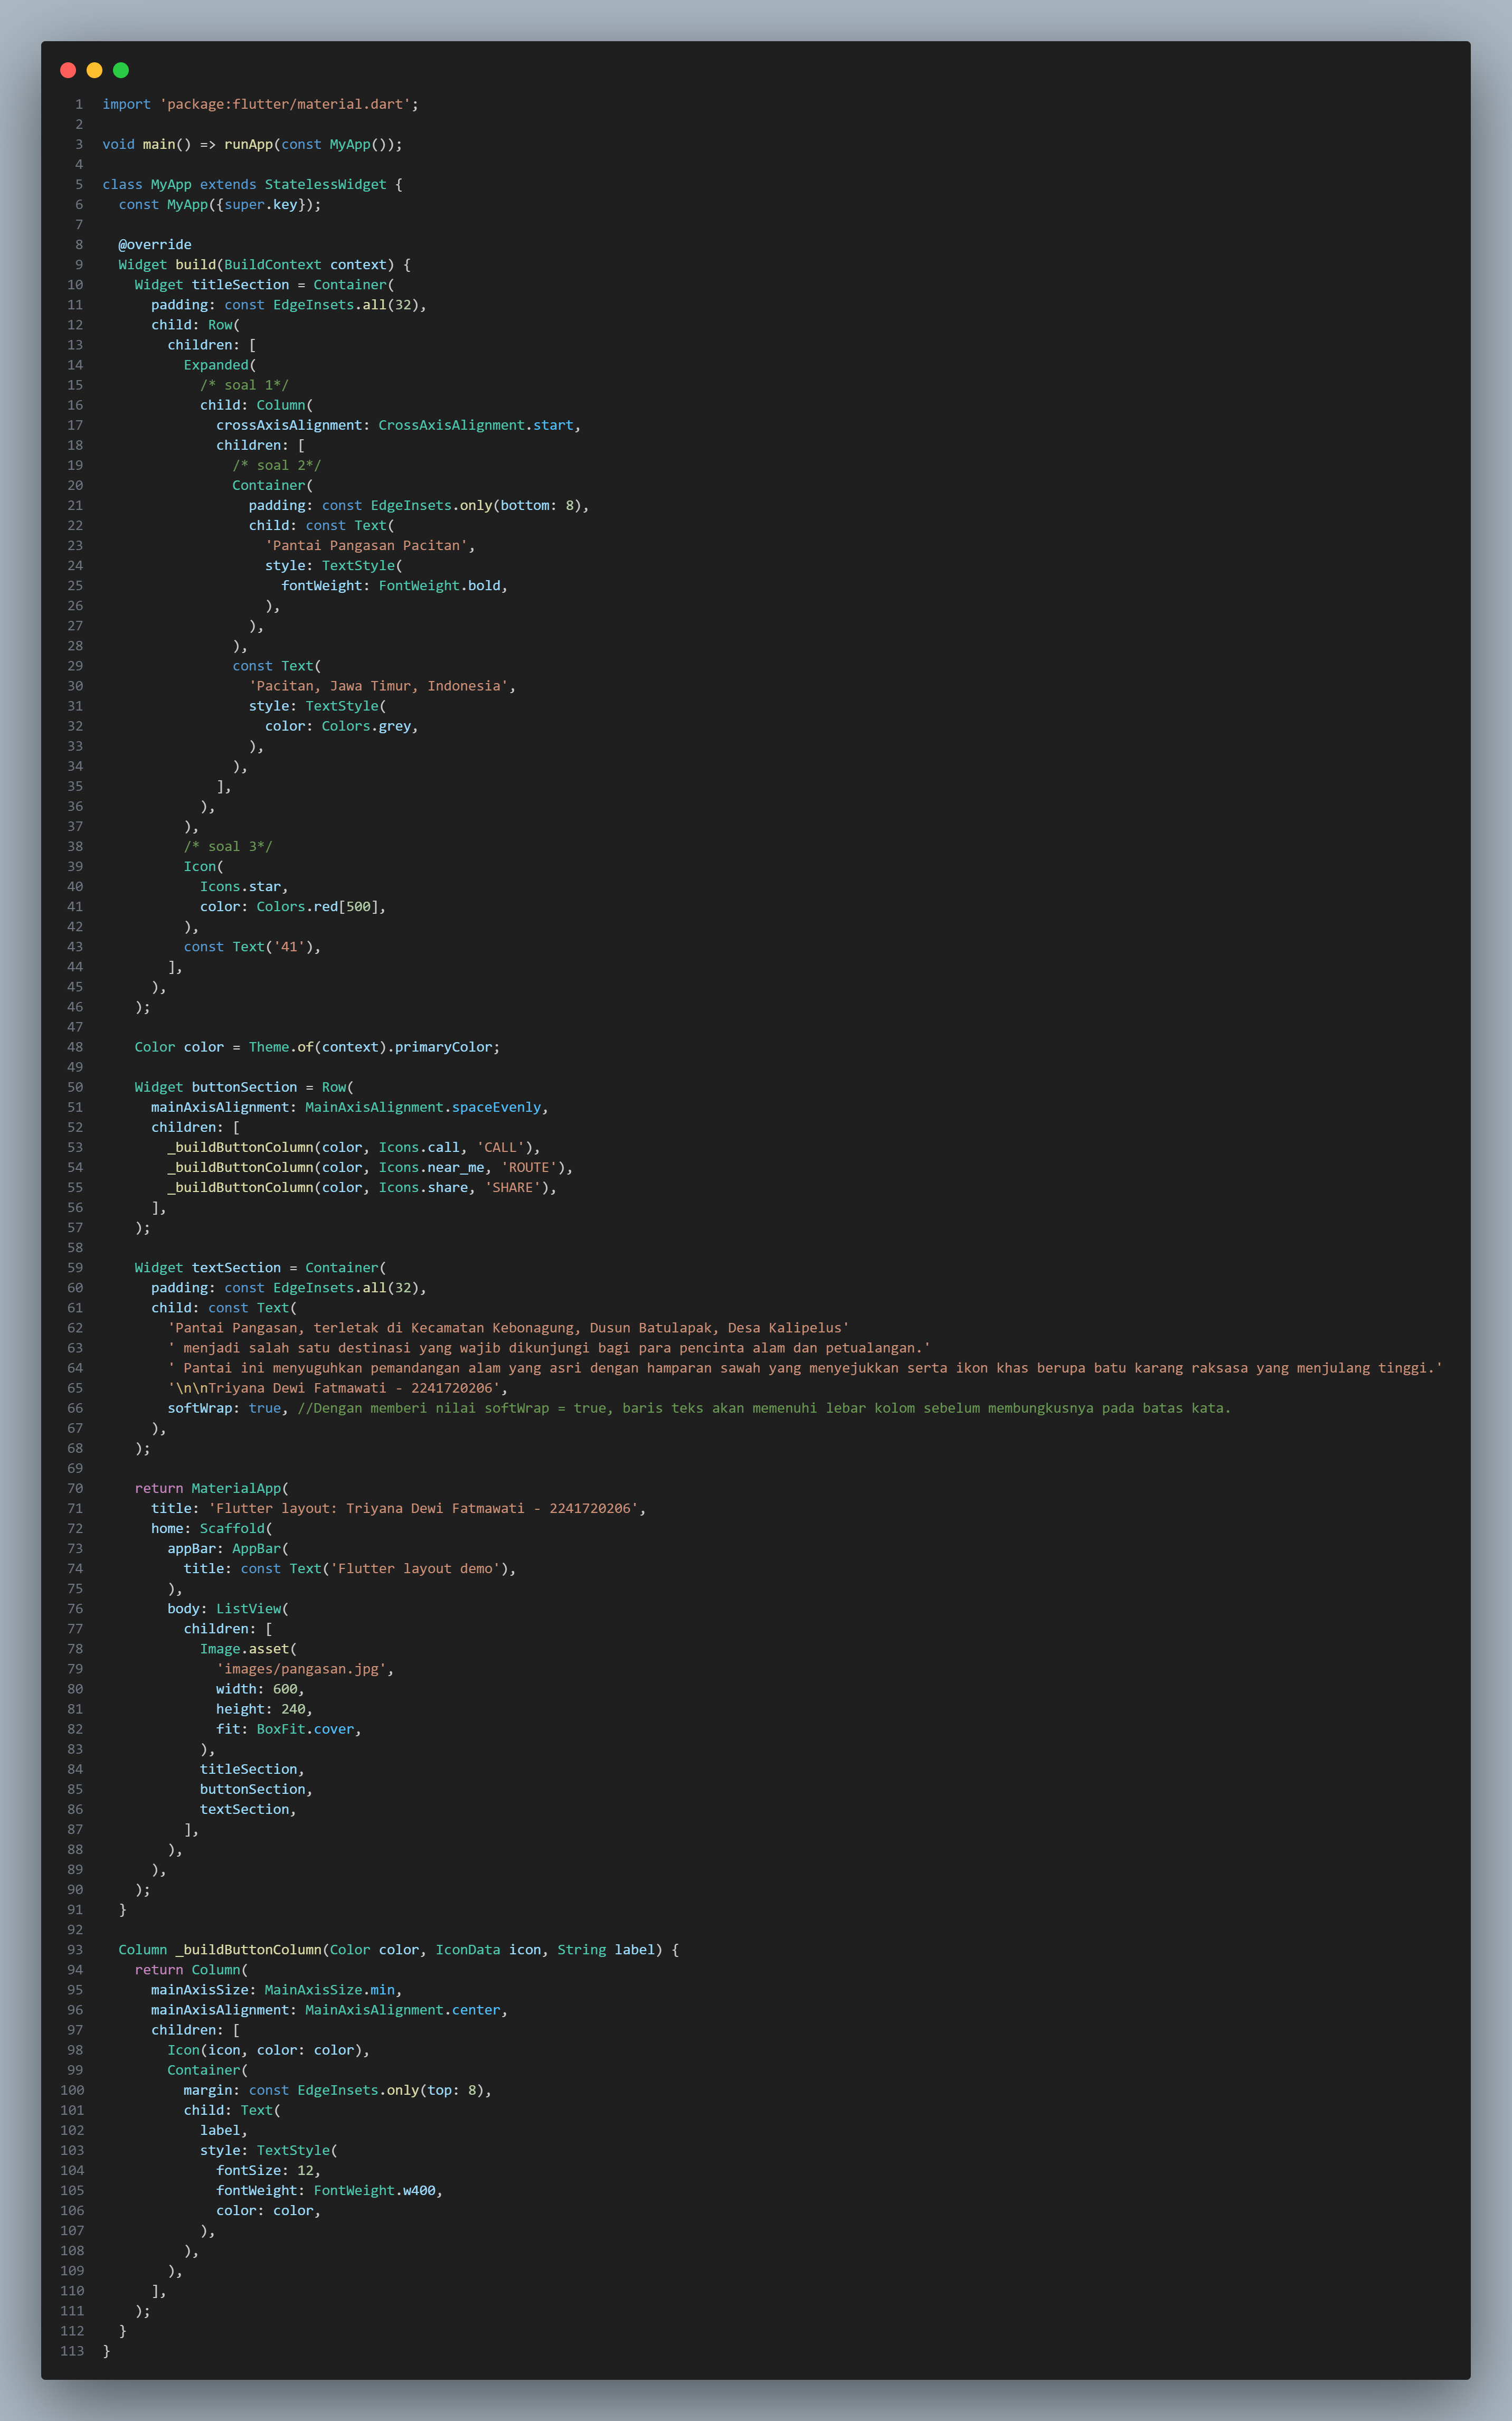 1 import 'package:flutter/material.dart';
2
3 void main() => runApp(const MyApp());
4
5 class MyApp extends StatelessWidget {
6   const MyApp({super.key});
7
8   @override
9   Widget build(BuildContext context) {
10     Widget titleSection = Container(
11       padding: const EdgeInsets.all(32),
12       child: Row(
13         children: [
14           Expanded(
15             /* soal 1*/
16             child: Column(
17               crossAxisAlignment: CrossAxisAlignment.start,
18               children: [
19                 /* soal 2*/
20                 Container(
21                   padding: const EdgeInsets.only(bottom: 8),
22                   child: const Text(
23                     'Pantai Pangasan Pacitan',
24                     style: TextStyle(
25                       fontWeight: FontWeight.bold,
26                     ),
27                   ),
28                 ),
29                 const Text(
30                   'Pacitan, Jawa Timur, Indonesia',
31                   style: TextStyle(
32                     color: Colors.grey,
33                   ),
34                 ),
35               ],
36             ),
37           ),
38           /* soal 3*/
39           Icon(
40             Icons.star,
41             color: Colors.red[500],
42           ),
43           const Text('41'),
44         ],
45       ),
46     );
47
48     Color color = Theme.of(context).primaryColor;
49
50     Widget buttonSection = Row(
51       mainAxisAlignment: MainAxisAlignment.spaceEvenly,
52       children: [
53         _buildButtonColumn(color, Icons.call, 'CALL'),
54         _buildButtonColumn(color, Icons.near_me, 'ROUTE'),
55         _buildButtonColumn(color, Icons.share, 'SHARE'),
56       ],
57     );
58
59     Widget textSection = Container(
60       padding: const EdgeInsets.all(32),
61       child: const Text(
62         'Pantai Pangasan, terletak di Kecamatan Kebonagung, Dusun Batulapak, Desa Kalipelus'
63         ' menjadi salah satu destinasi yang wajib dikunjungi bagi para pencinta alam dan petualangan.'
64         ' Pantai ini menyuguhkan pemandangan alam yang asri dengan hamparan sawah yang menyejukkan serta ikon khas berupa batu karang raksasa yang menjulang tinggi.'
65         '\n\nTriyana Dewi Fatmawati - 2241720206',
66         softWrap: true, //Dengan memberi nilai softWrap = true, baris teks akan memenuhi lebar kolom sebelum membungkusnya pada batas kata.
67       ),
68     );
69
70     return MaterialApp(
71       title: 'Flutter layout: Triyana Dewi Fatmawati - 2241720206',
72       home: Scaffold(
73         appBar: AppBar(
74           title: const Text('Flutter layout demo'),
75         ),
76         body: ListView(
77           children: [
78             Image.asset(
79               'images/pangasan.jpg',
80               width: 600,
81               height: 240,
82               fit: BoxFit.cover,
83             ),
84             titleSection,
85             buttonSection,
86             textSection,
87           ],
88         ),
89       ),
90     );
91   }
92
93   Column _buildButtonColumn(Color color, IconData icon, String label) {
94     return Column(
95       mainAxisSize: MainAxisSize.min,
96       mainAxisAlignment: MainAxisAlignment.center,
97       children: [
98         Icon(icon, color: color),
99         Container(
100           margin: const EdgeInsets.only(top: 8),
101           child: Text(
102             label,
103             style: TextStyle(
104               fontSize: 12,
105               fontWeight: FontWeight.w400,
106               color: color,
107             ),
108           ),
109         ),
110       ],
111     );
112   }
113 }